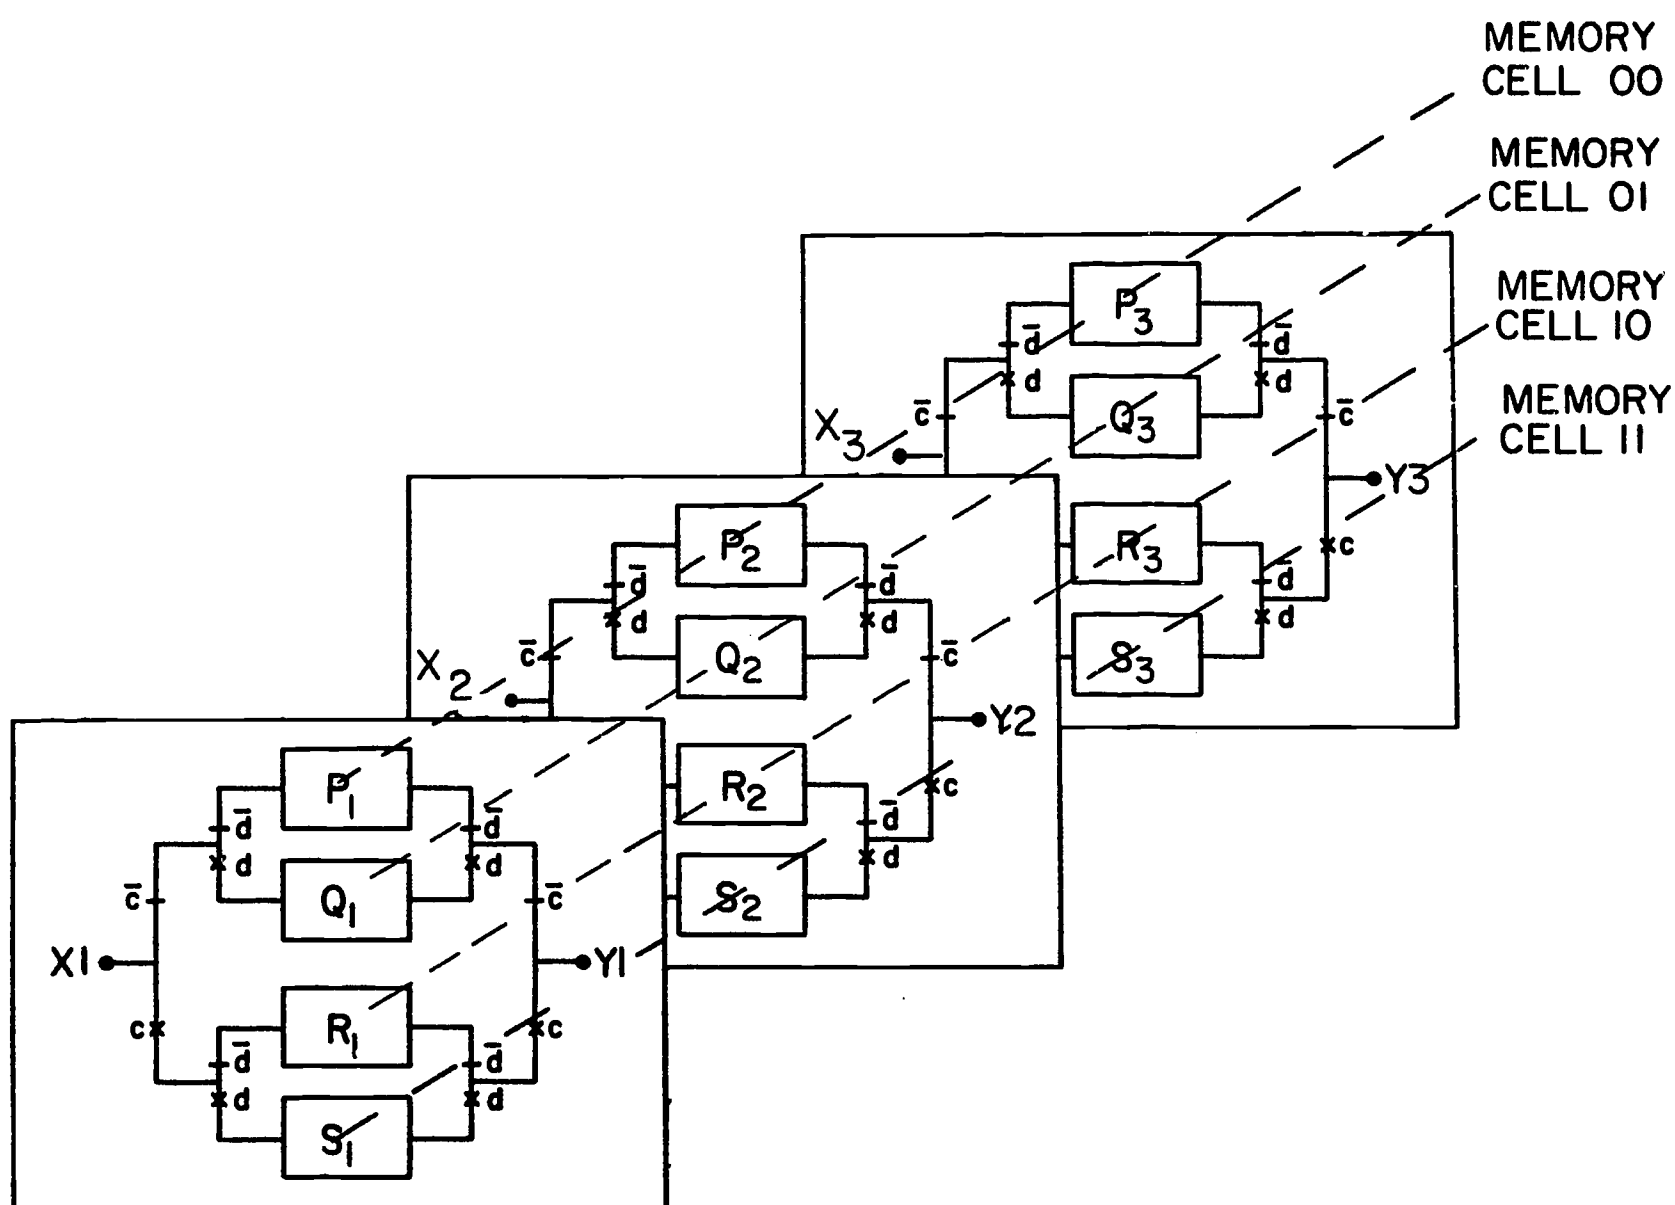 MEMORY
CELL 00
MEMORY
CELL 01
MEMORY
CELL 10
MEMORY
CELL 11
P3
d̄ d̄
d d
c̄ Q3 c̄
X3
Y3
R3 c
d̄
d
S3
P2
d̄ d̄
d d
c̄ Q2 c̄
X2
Y2
R2 c
d̄
d
S2
P1
d̄ d̄
d d
c̄ Q1 c̄
X1 Y1
c R1 c
d̄ d̄
d d
S1